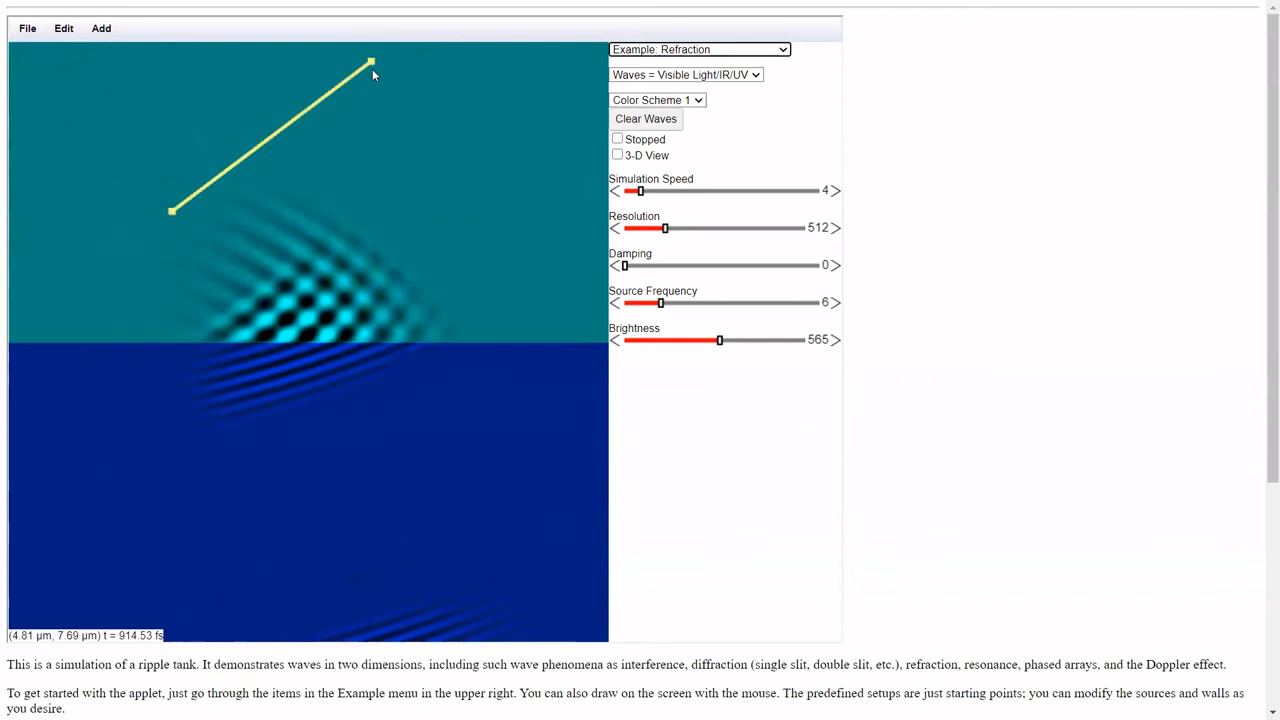 File Edit Add
Example: Refraction
Waves = Visible Light/IR/UV
Color Scheme 1
Clear Waves
Stopped
3-D View
Simulation Speed
4
Resolution
512
Damping
0
Source Frequency
6
Brightness
565
(4.81 μm, 7.69 μm) t = 914.53 fs
This is a simulation of a ripple tank. It demonstrates waves in two dimensions, including such wave phenomena as interference, diffraction (single slit, double slit, etc.), refraction, resonance, phased arrays, and the Doppler effect.
To get started with the applet, just go through the items in the Example menu in the upper right. You can also draw on the screen with the mouse. The predefined setups are just starting points; you can modify the sources and walls as
you desire.